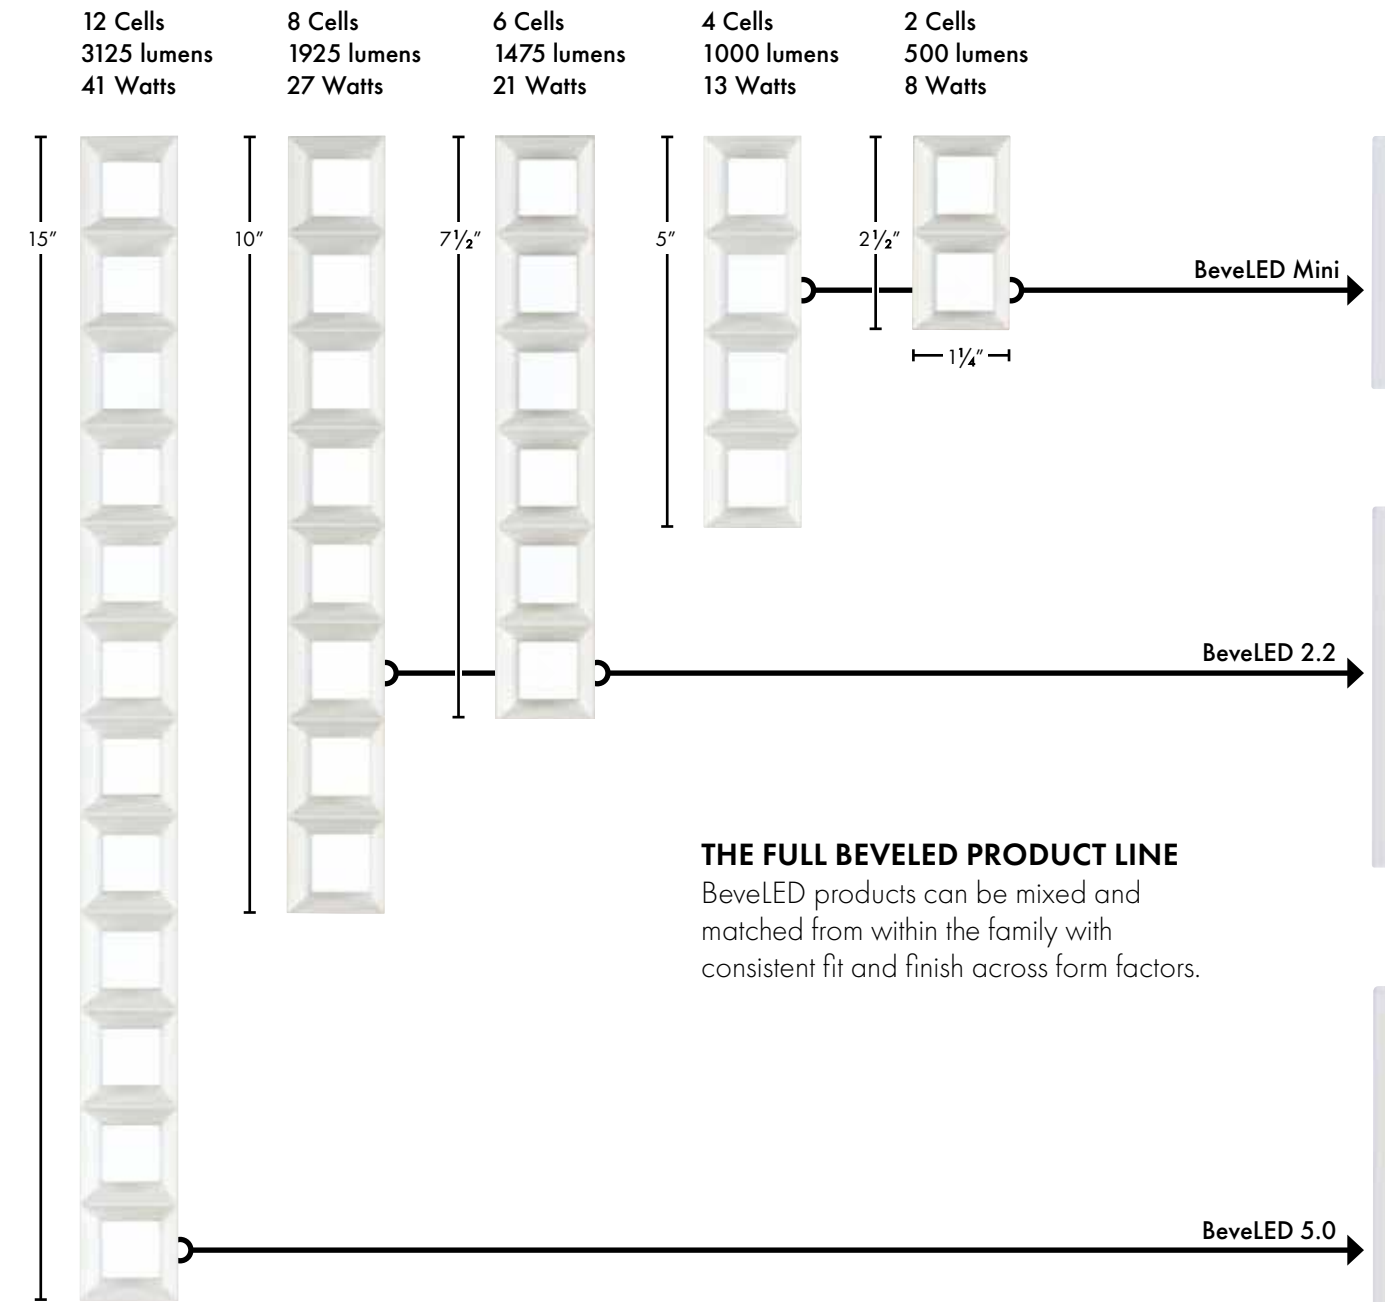 12 Cells
3125 lumens
41 Watts
8 Cells
1925 lumens
27 Watts
6 Cells
1475 lumens
21 Watts
4 Cells
1000 lumens
13 Watts
2 Cells
500 lumens
8 Watts
15"
10"
7½"
5"
2½"
BeveLED Mini
1¼"
BeveLED 2.2
THE FULL BEVELED PRODUCT LINE
BeveLED products can be mixed and
matched from within the family with
consistent fit and finish across form factors.
BeveLED 5.0